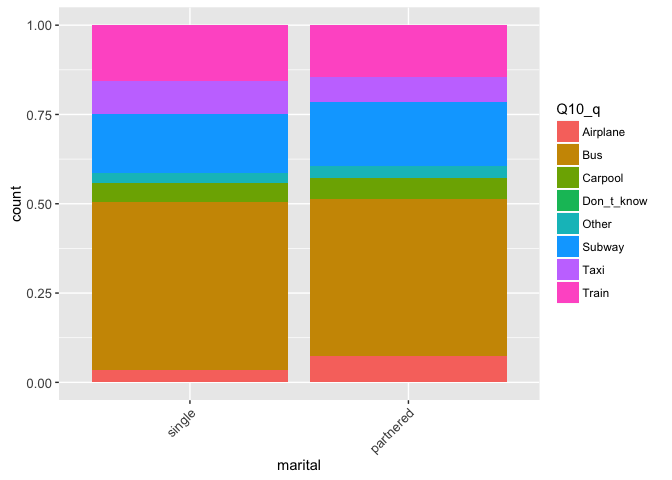 1.00
0.75
0.50
0.25
0.00
count
single
partnered
marital
Q10_q
Airplane
Bus
Carpool
Don_t_know
Other
Subway
Taxi
Train